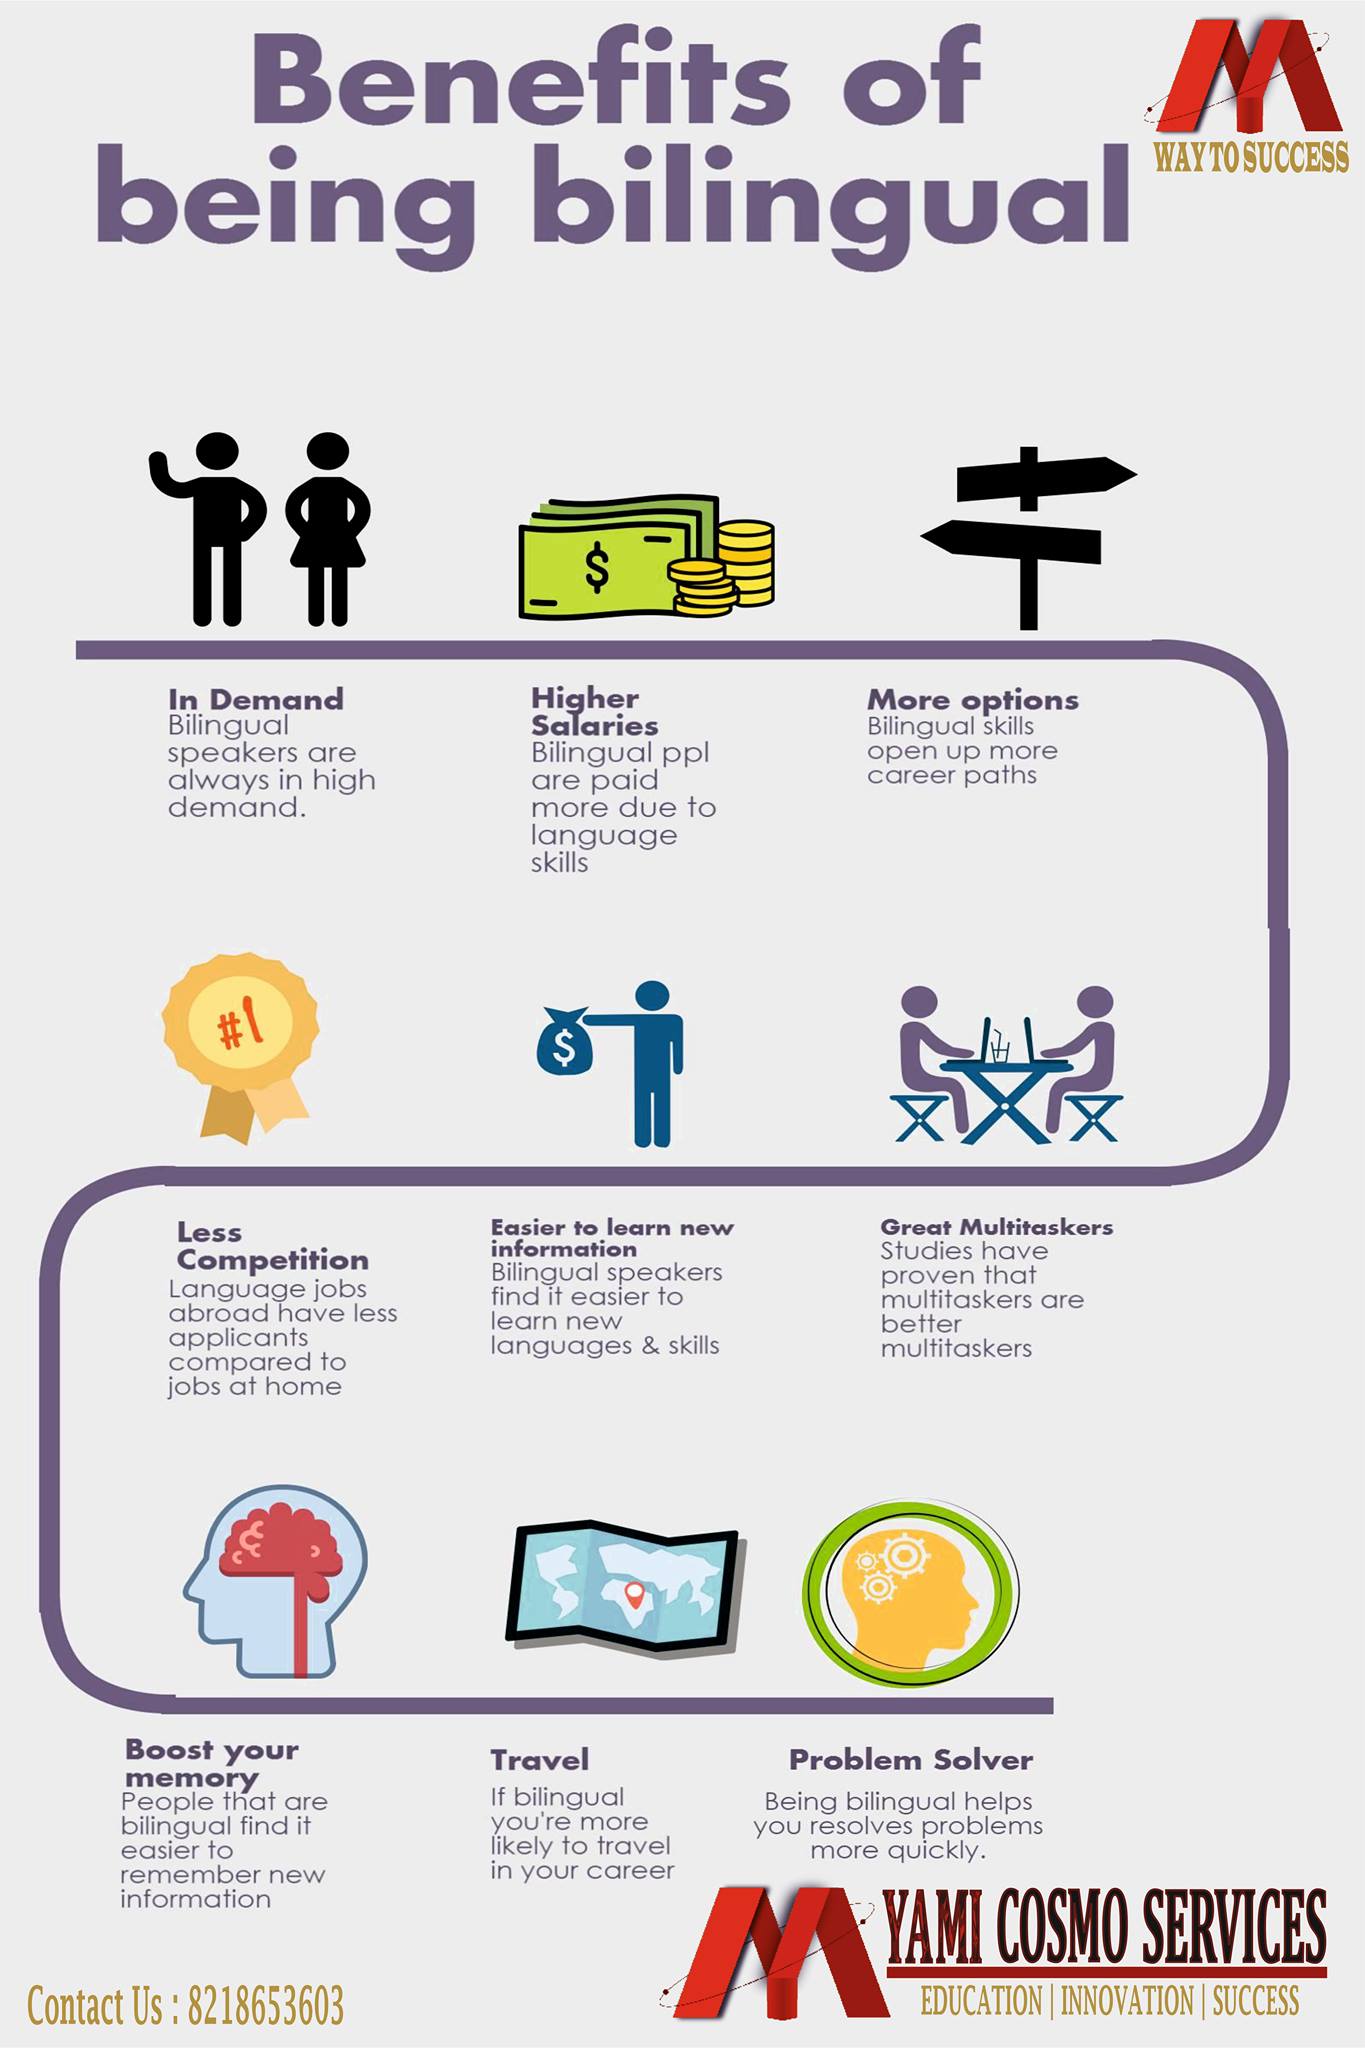 Benefits of
being bilingual
WAY TO SUCCESS
In Demand
Bilingual
speakers are
always in high
demand.
Higher
Salaries
Bilingual ppl
are paid
more due to
language
skills
More options
Bilingual skills
open up more
career paths
#1
$
$
Less
Competition
Language jobs
abroad have less
applicants
compared to
jobs at home
Easier to learn new
information
Bilingual speakers
find it easier to
learn new
languages & skills
Great Multitaskers
Studies have
proven that
multitaskers are
better
multitaskers
Boost your
memory
People that are
bilingual find it
easier to
remember new
information
Travel
If bilingual
you're more
likely to travel
in your career
Problem Solver
Being bilingual helps
you resolves problems
more quickly.
YAMI COSMO SERVICES
EDUCATION | INNOVATION | SUCCESS
Contact Us : 8218653603